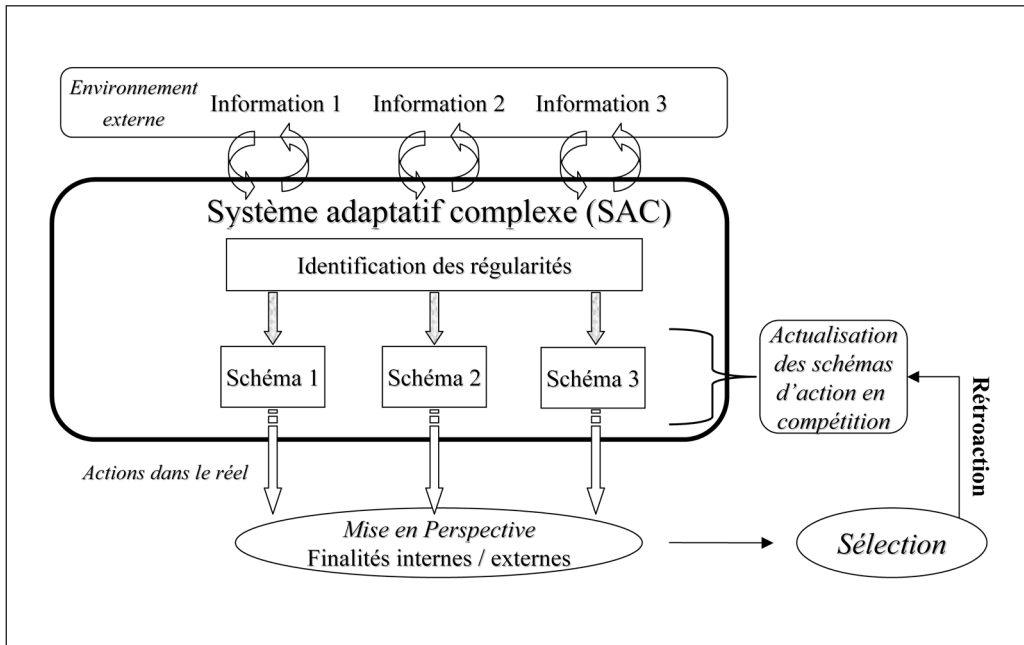 Environnement
externe
Information 1 Information 2 Information 3
Système adaptatif complexe (SAC)
Identification des régularités
Schéma 1 Schéma 2 Schéma 3
Actualisation
des schémas
d'action en
compétition
Rétroaction
Actions dans le réel
Mise en Perspective
Finalités internes / externes
Sélection